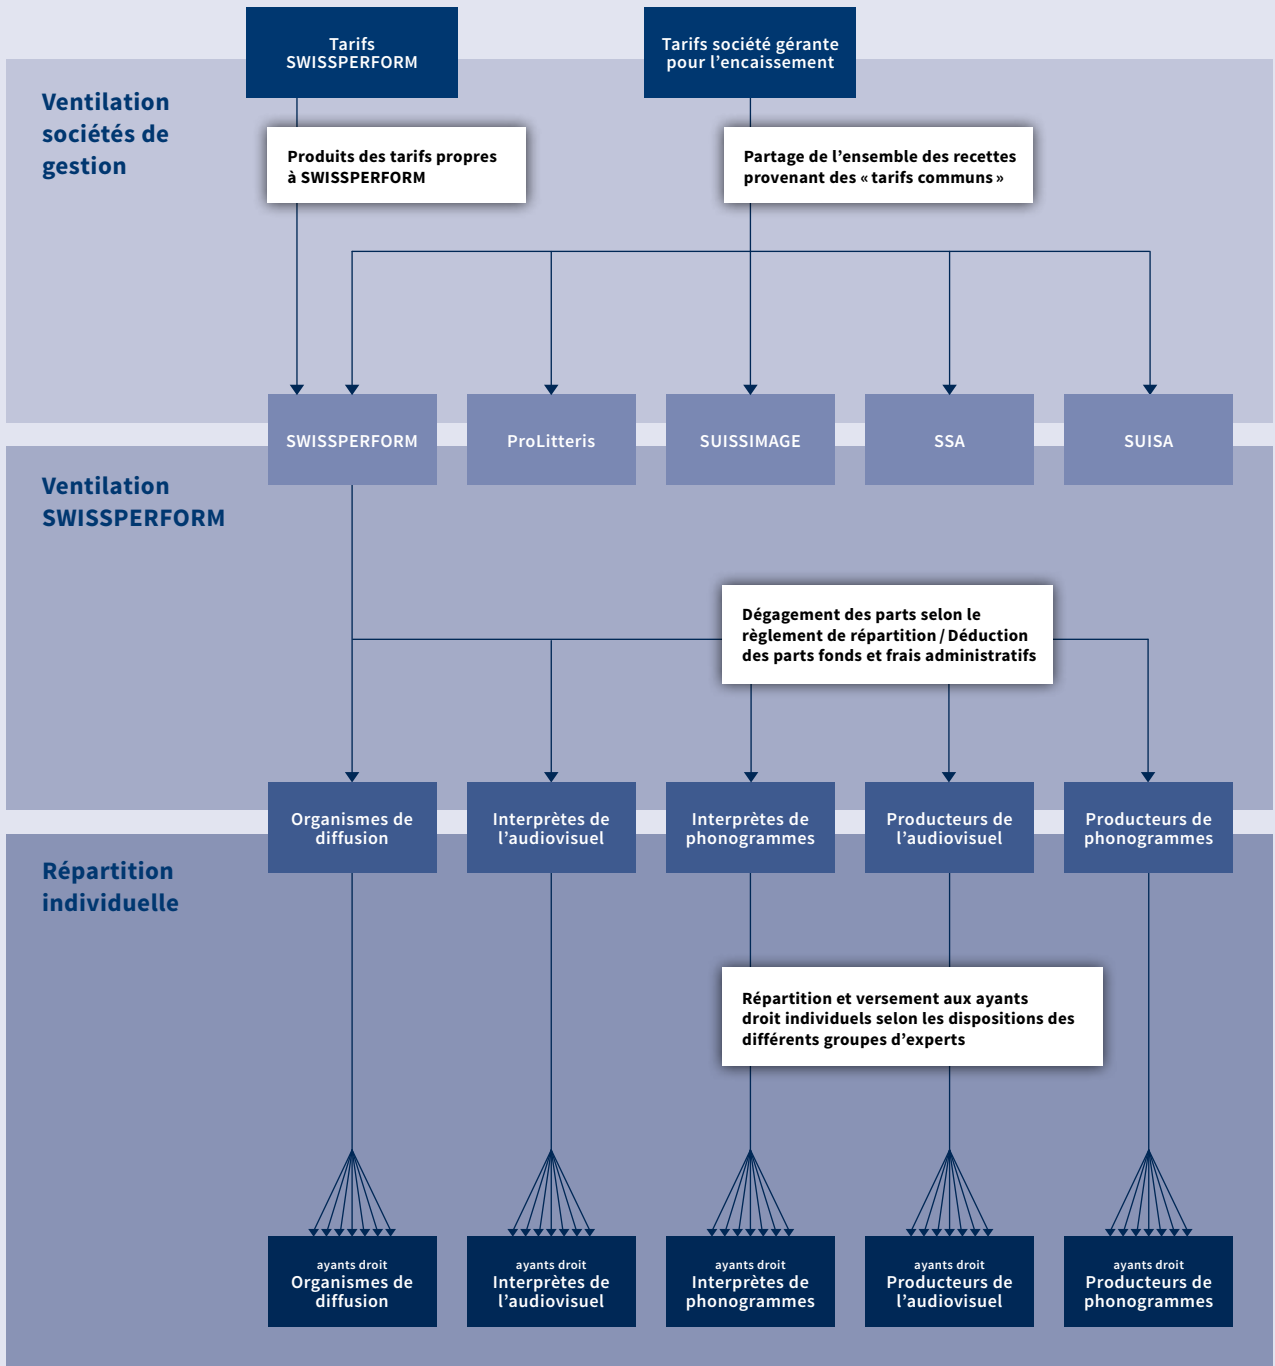 Tarifs
SWISSPERFORM
Tarifs société gérante
pour l’encaissement
Ventilation
sociétés de
gestion
Produits des tarifs propres
à SWISSPERFORM
Partage de l’ensemble des recettes
provenant des « tarifs communs »
SWISSPERFORM
ProLitteris
SUISSIMAGE
SSA
SUISA
Ventilation
SWISSPERFORM
Dégagement des parts selon le
règlement de répartition / Déduction
des parts fonds et frais administratifs
Organismes de
diffusion
Interprètes de
l’audiovisuel
Interprètes de
phonogrammes
Producteurs de
l’audiovisuel
Producteurs de
phonogrammes
Répartition
individuelle
Répartition et versement aux ayants
droit individuels selon les dispositions des
différents groupes d’experts
ayants droit
Organismes de
diffusion
ayants droit
Interprètes de
l’audiovisuel
ayants droit
Interprètes de
phonogrammes
ayants droit
Producteurs de
l’audiovisuel
ayants droit
Producteurs de
phonogrammes